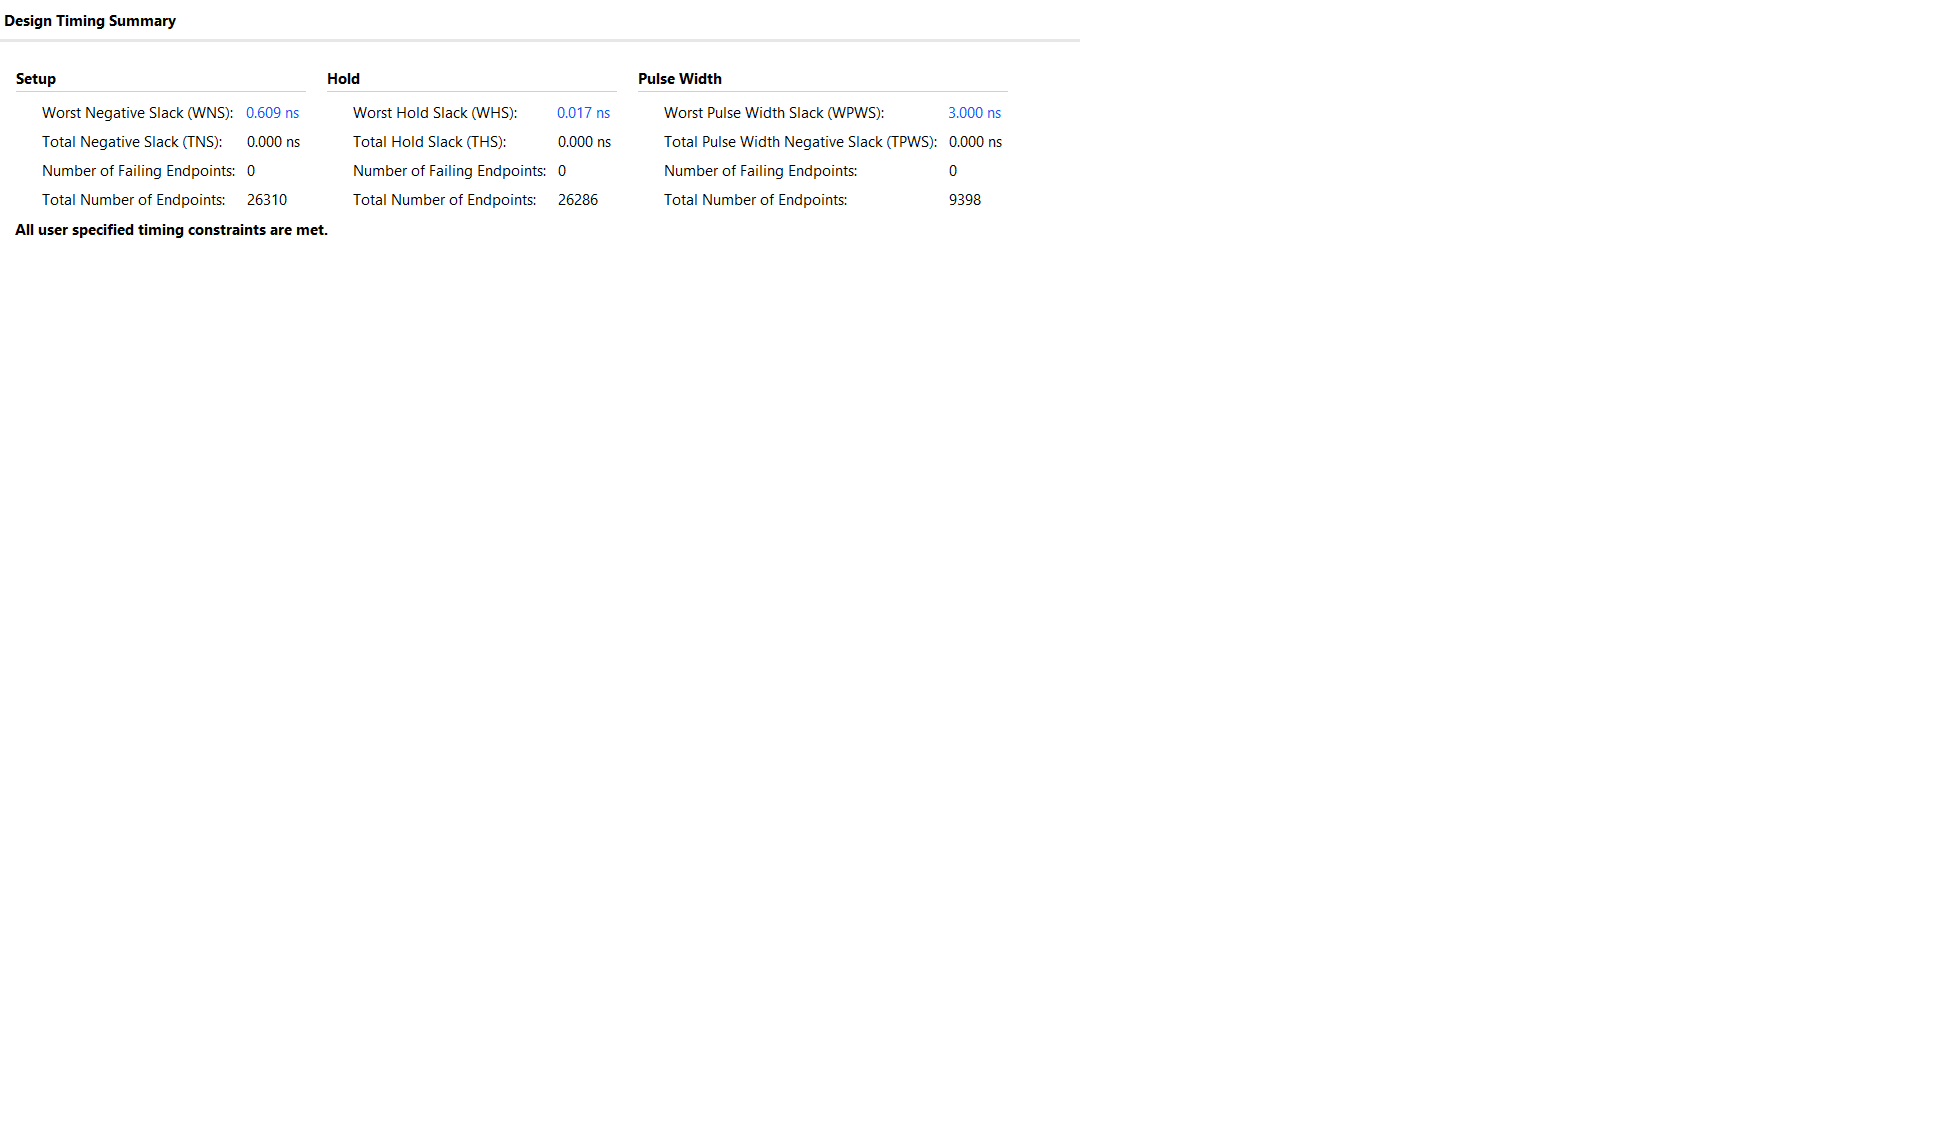 Design Timing Summary
Setup
Hold
Pulse Width
Worst Negative Slack (WNS): 0.609 ns
Worst Hold Slack (WHS): 0.017 ns
Worst Pulse Width Slack (WPWS): 3.000 ns
Total Negative Slack (TNS): 0.000 ns
Total Hold Slack (THS): 0.000 ns
Total Pulse Width Negative Slack (TPWS): 0.000 ns
Number of Failing Endpoints: 0
Number of Failing Endpoints: 0
Number of Failing Endpoints: 0
Total Number of Endpoints: 26310
Total Number of Endpoints: 26286
Total Number of Endpoints: 9398
All user specified timing constraints are met.